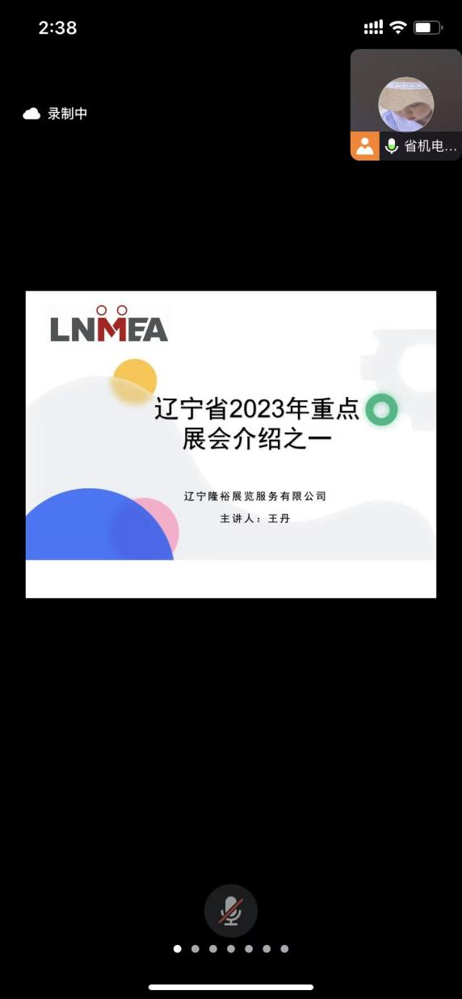 2:38
录制中
省机电...
LNMEA
辽宁省2023年重点
展会介绍之一
辽宁隆裕展览服务有限公司
主讲人：王丹